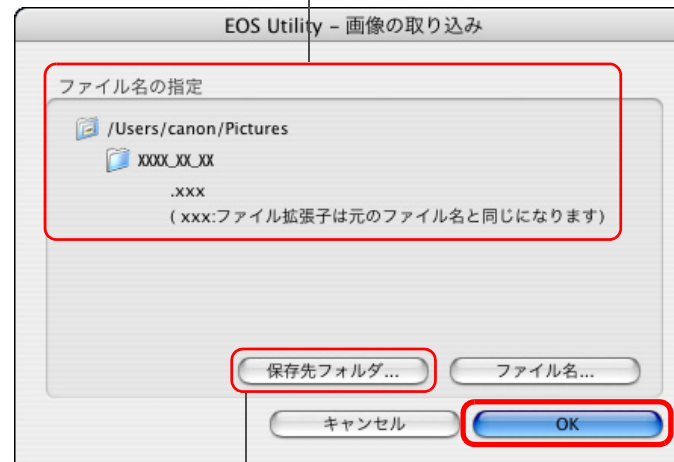 EOS Utility – 画像の取り込み
ファイル名の指定
/Users/canon/Pictures
XXXX_XX_XX
.xxx
( xxx:ファイル拡張子は元のファイル名と同じになります)
保存先フォルダ... ファイル名...
キャンセル OK